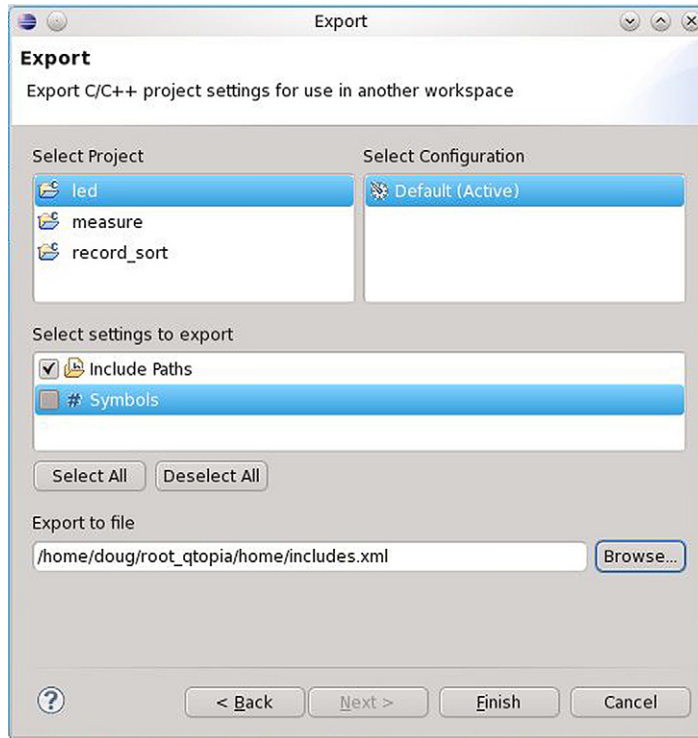 Export
Export
Export C/C++ project settings for use in another workspace
Select Project
Select Configuration
led
Default (Active)
measure
record_sort
Select settings to export
Include Paths
# Symbols
Select All
Deselect All
Export to file
/home/doug/root_qtopia/home/includes.xml
Browse...
?
< Back
Next >
Finish
Cancel